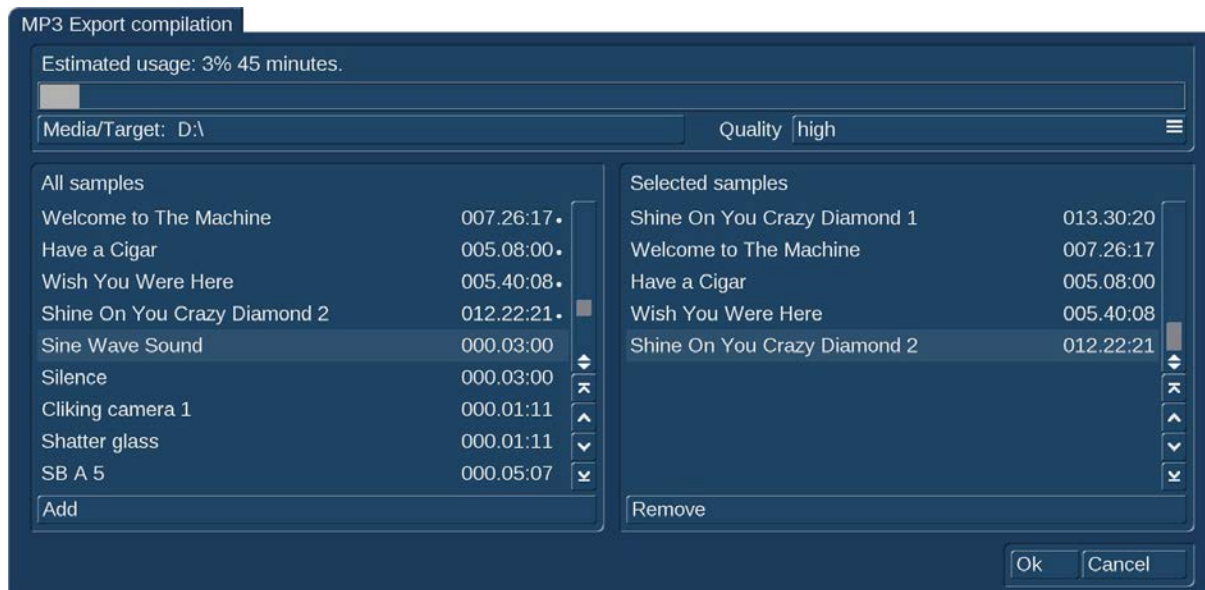 MP3 Export compilation
Estimated usage: 3% 45 minutes.
Media/Target: D:\
Quality high
All samples
Welcome to The Machine 007.26:17•
Have a Cigar 005.08:00•
Wish You Were Here 005.40:08•
Shine On You Crazy Diamond 2 012.22:21•
Sine Wave Sound 000.03:00
Silence 000.03:00
Cliking camera 1 000.01:11
Shatter glass 000.01:11
SB A 5 000.05:07
Add
Selected samples
Shine On You Crazy Diamond 1 013.30:20
Welcome to The Machine 007.26:17
Have a Cigar 005.08:00
Wish You Were Here 005.40:08
Shine On You Crazy Diamond 2 012.22:21
Remove
Ok Cancel